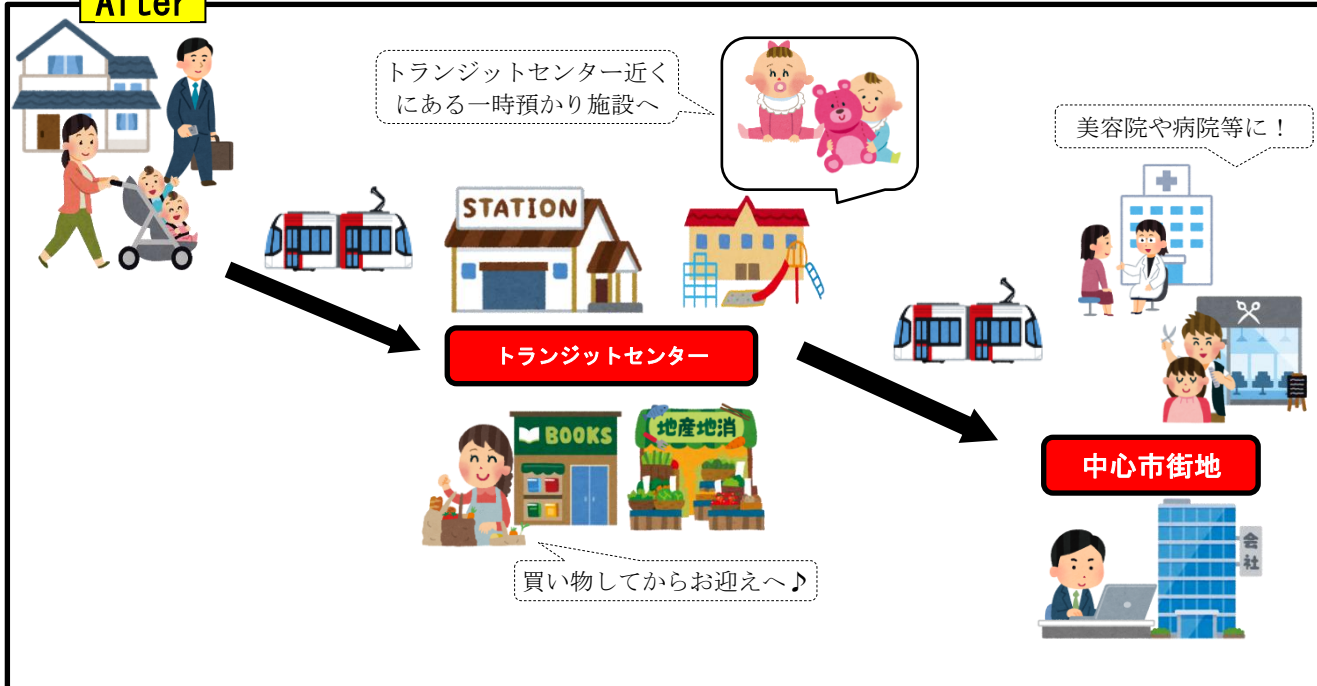 After
トランジットセンター近く
にある一時預かり施設へ
美容院や病院等に！
STATION
トランジットセンター
BOOKS
地産地消
中心市街地
買い物してからお迎えへ♪
会社